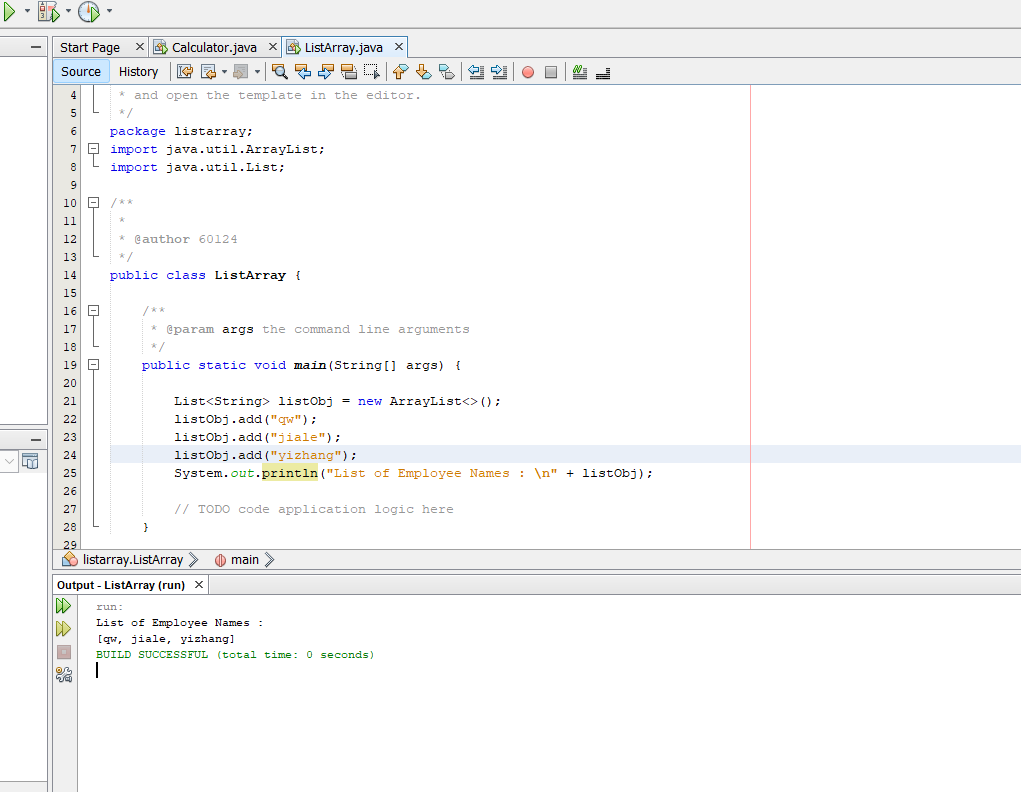 Start Page
Calculator.java
ListArray.java
Source History
4 * and open the template in the editor.
5 */
6 package listarray;
7 import java.util.ArrayList;
8 import java.util.List;
9
10 /**
11 *
12 * @author 60124
13 */
14 public class ListArray {
15
16 /**
17 * @param args the command line arguments
18 */
19 public static void main(String[] args) {
20
21 List<String> listObj = new ArrayList<>();
22 listObj.add("qw");
23 listObj.add("jiale");
24 listObj.add("yizhang");
25 System.out.println("List of Employee Names : \n" + listObj);
26
27 // TODO code application logic here
28 }
29
listarray.ListArray
main
Output - ListArray (run)
run:
List of Employee Names :
[qw, jiale, yizhang]
BUILD SUCCESSFUL (total time: 0 seconds)